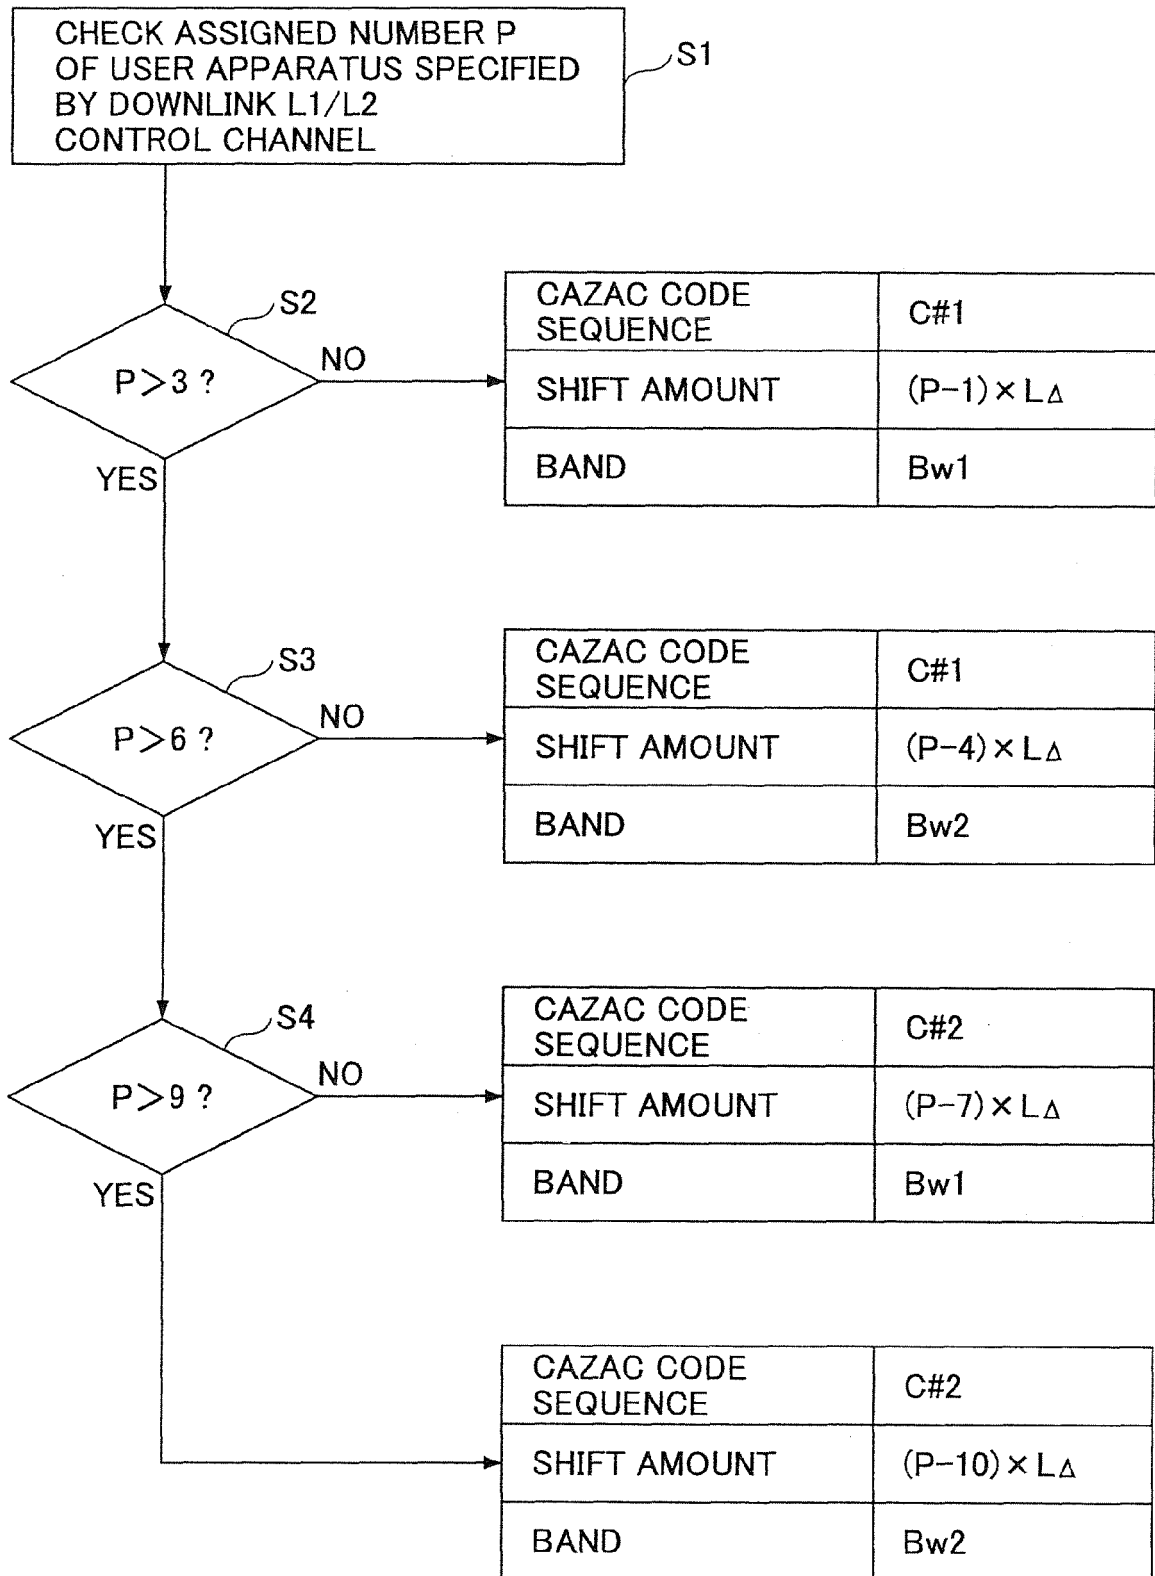 CHECK ASSIGNED NUMBER P
OF USER APPARATUS SPECIFIED
BY DOWNLINK L1/L2
CONTROL CHANNEL
S1
S2
P>3 ?
NO
YES
CAZAC CODE
SEQUENCE
C#1
SHIFT AMOUNT
(P-1)×LΔ
BAND
Bw1
S3
P>6 ?
NO
YES
CAZAC CODE
SEQUENCE
C#1
SHIFT AMOUNT
(P-4)×LΔ
BAND
Bw2
S4
P>9 ?
NO
YES
CAZAC CODE
SEQUENCE
C#2
SHIFT AMOUNT
(P-7)×LΔ
BAND
Bw1
CAZAC CODE
SEQUENCE
C#2
SHIFT AMOUNT
(P-10)×LΔ
BAND
Bw2